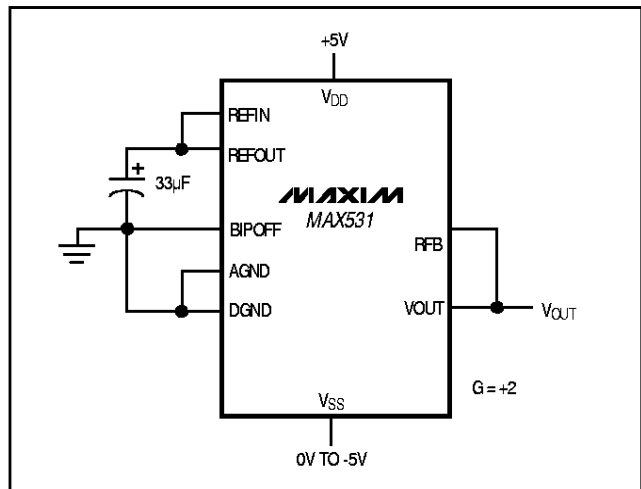 +5V
VDD
REFIN
REFOUT
+
33µF
MAXIM
MAX531
BIPOFF
RFB
AGND
DGND
VOUT
VOUT
G = +2
VSS
0V TO -5V